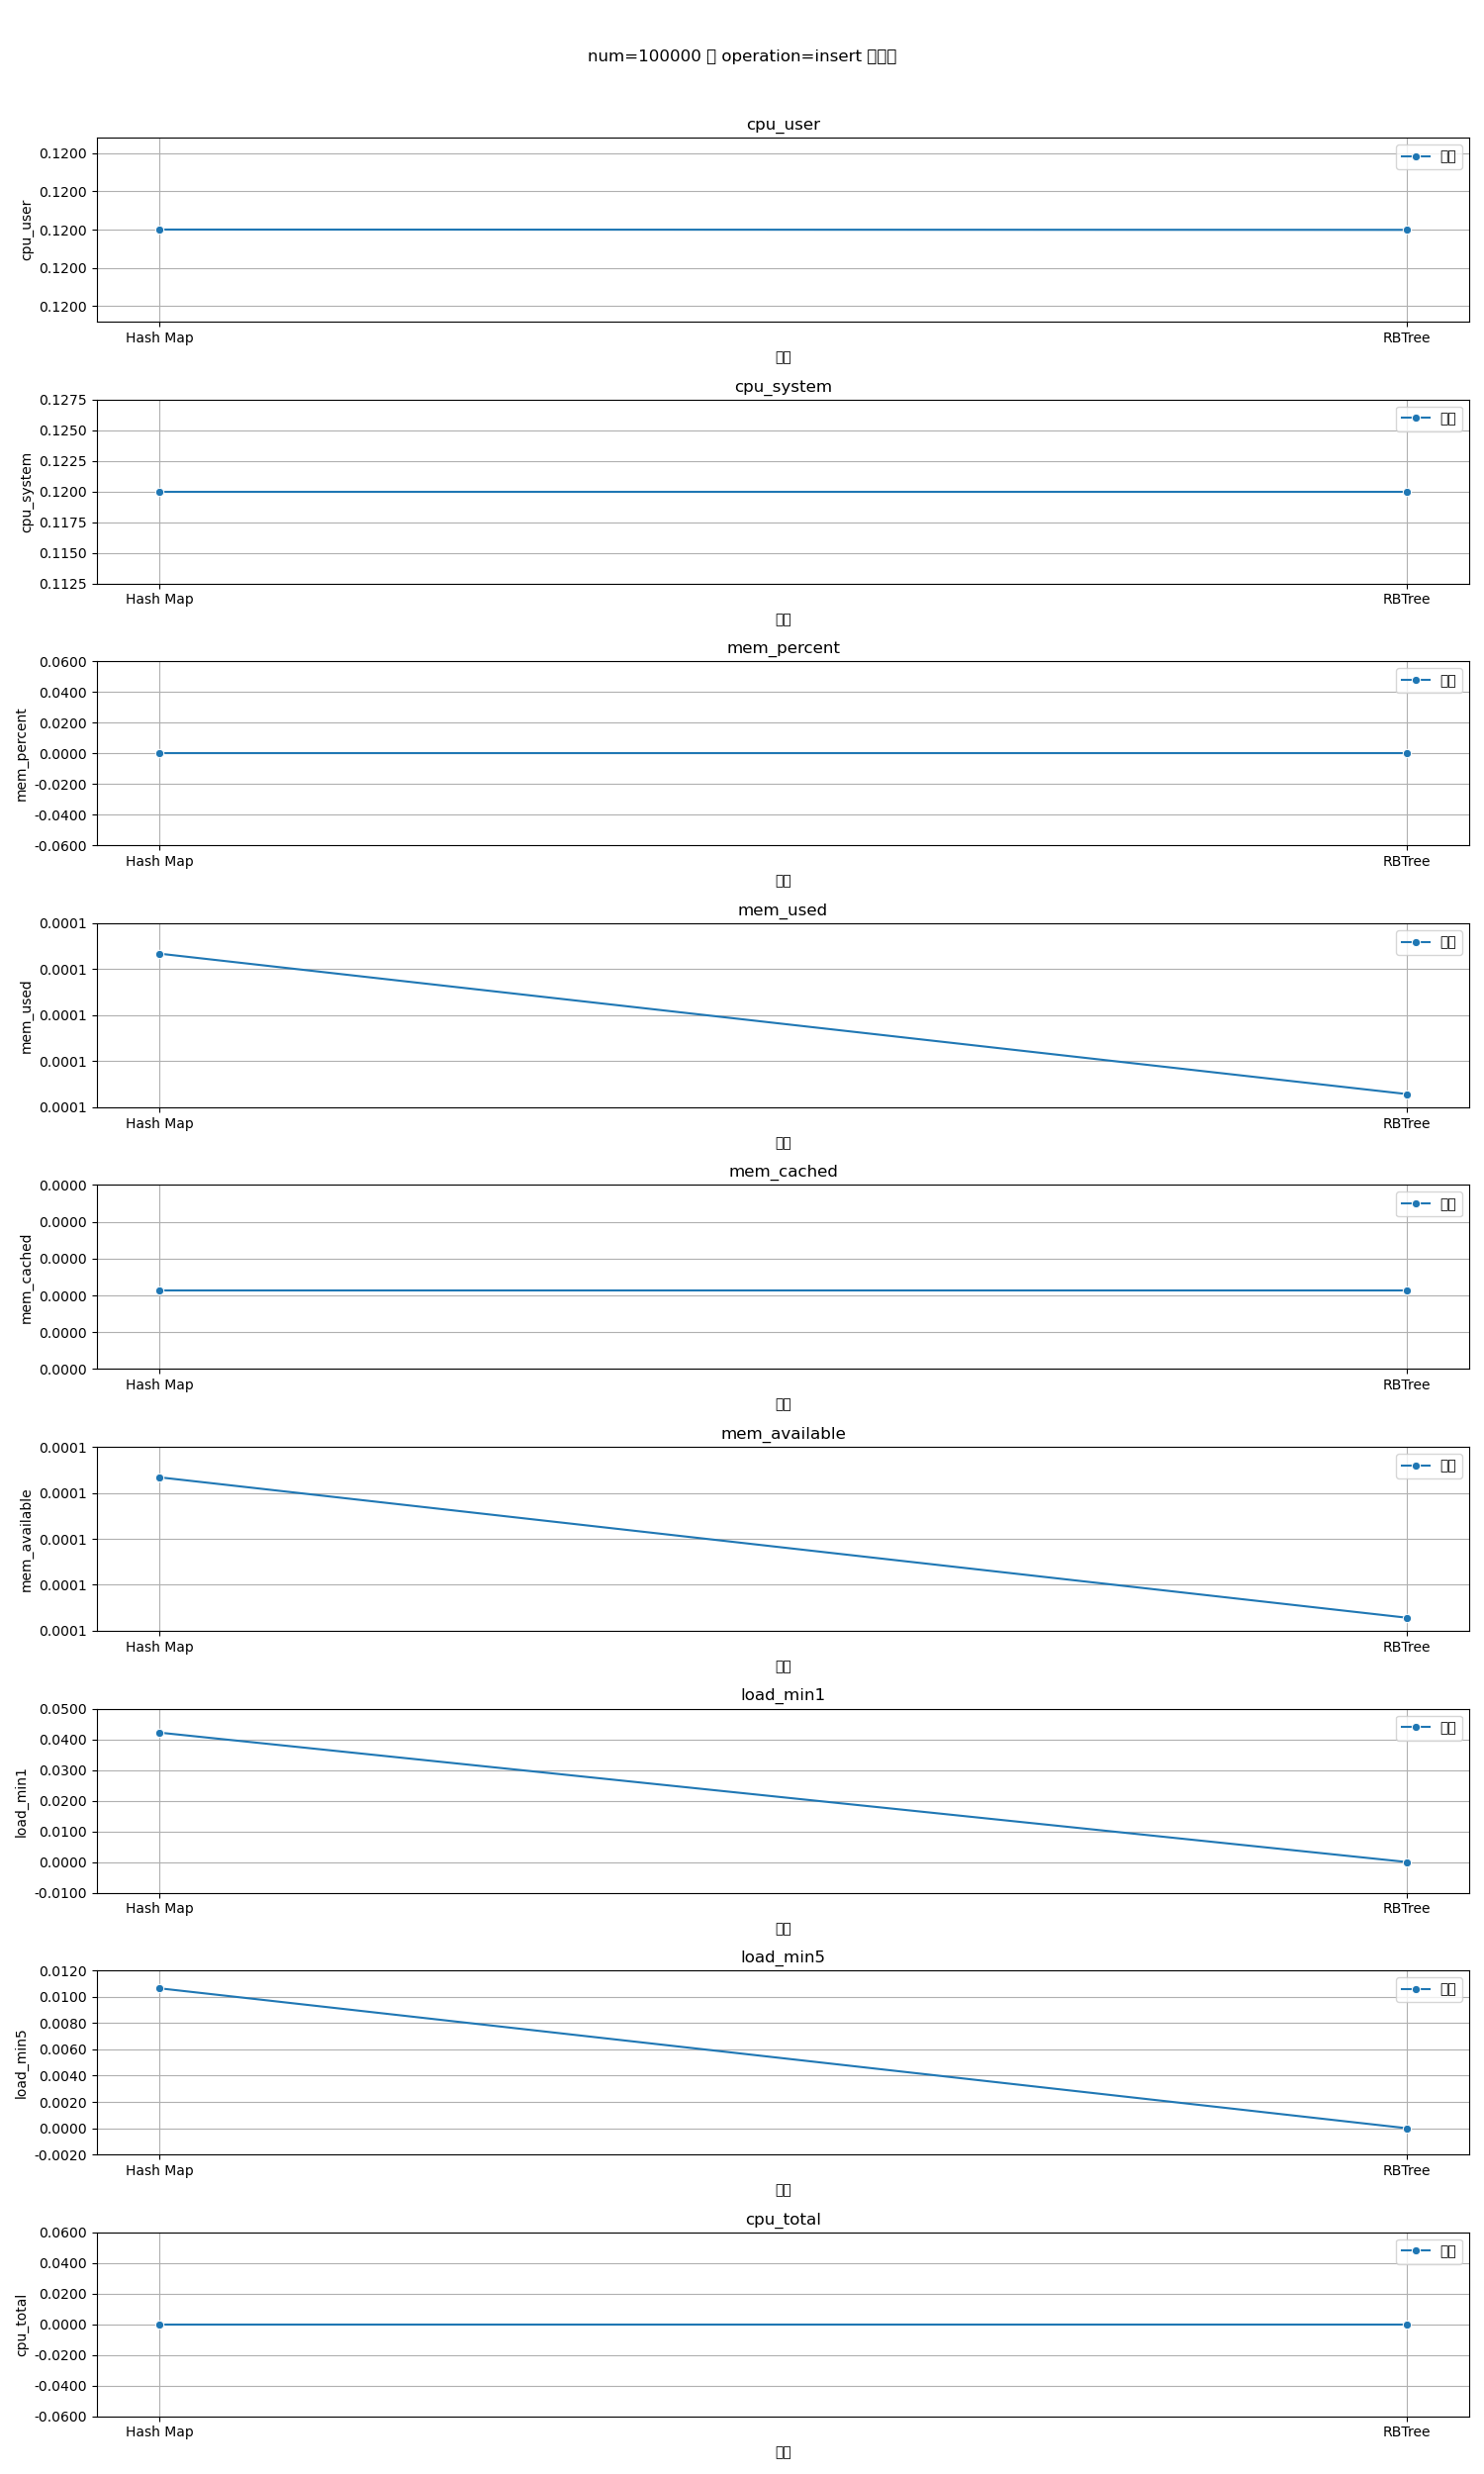 num=100000 operation=insert
cpu_user
0.1200
0.1200
0.1200
0.1200
0.1200
cpu_user
Hash Map RBTree
cpu_system
0.1275
0.1250
0.1225
0.1200
0.1175
0.1150
0.1125
cpu_system
Hash Map RBTree
mem_percent
0.0600
0.0400
0.0200
0.0000
-0.0200
-0.0400
-0.0600
mem_percent
Hash Map RBTree
mem_used
0.0001
0.0001
0.0001
0.0001
0.0001
mem_used
Hash Map RBTree
mem_cached
0.0000
0.0000
0.0000
0.0000
0.0000
0.0000
mem_cached
Hash Map RBTree
mem_available
0.0001
0.0001
0.0001
0.0001
0.0001
mem_available
Hash Map RBTree
load_min1
0.0500
0.0400
0.0300
0.0200
0.0100
0.0000
-0.0100
load_min1
Hash Map RBTree
load_min5
0.0120
0.0100
0.0080
0.0060
0.0040
0.0020
0.0000
-0.0020
load_min5
Hash Map RBTree
cpu_total
0.0600
0.0400
0.0200
0.0000
-0.0200
-0.0400
-0.0600
cpu_total
Hash Map RBTree